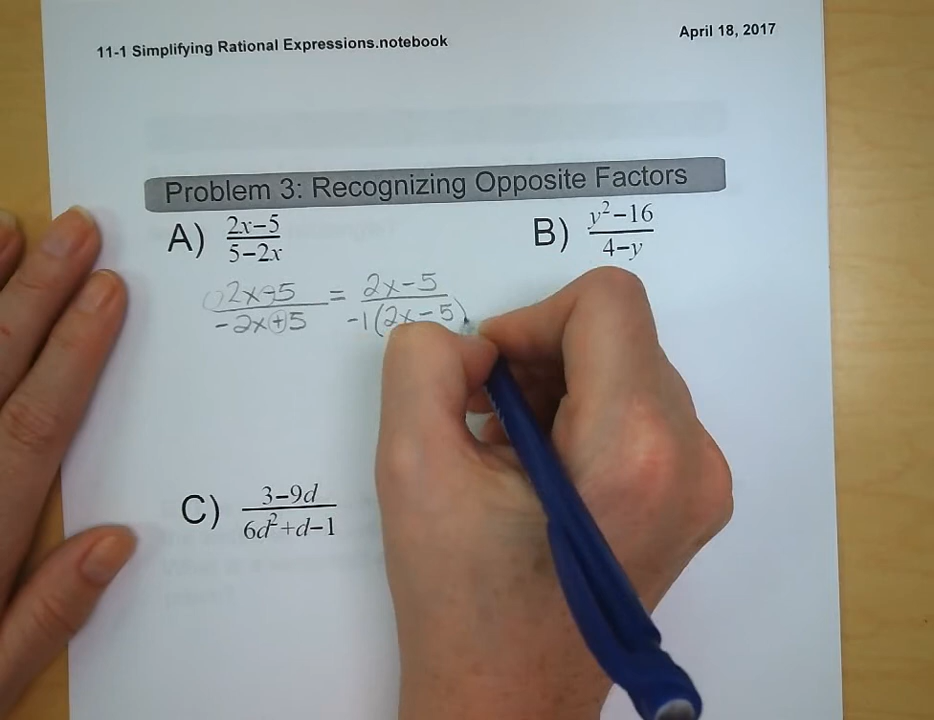 11-1 Simplifying Rational Expressions.notebook
April 18, 2017
Problem 3: Recognizing Opposite Factors
A) 2x−5
5−2x
B) y²−16
4−y
2x-5 = 2x-5
-2x+5 -1(2x-5)
C) 3−9d
6d²+d−1